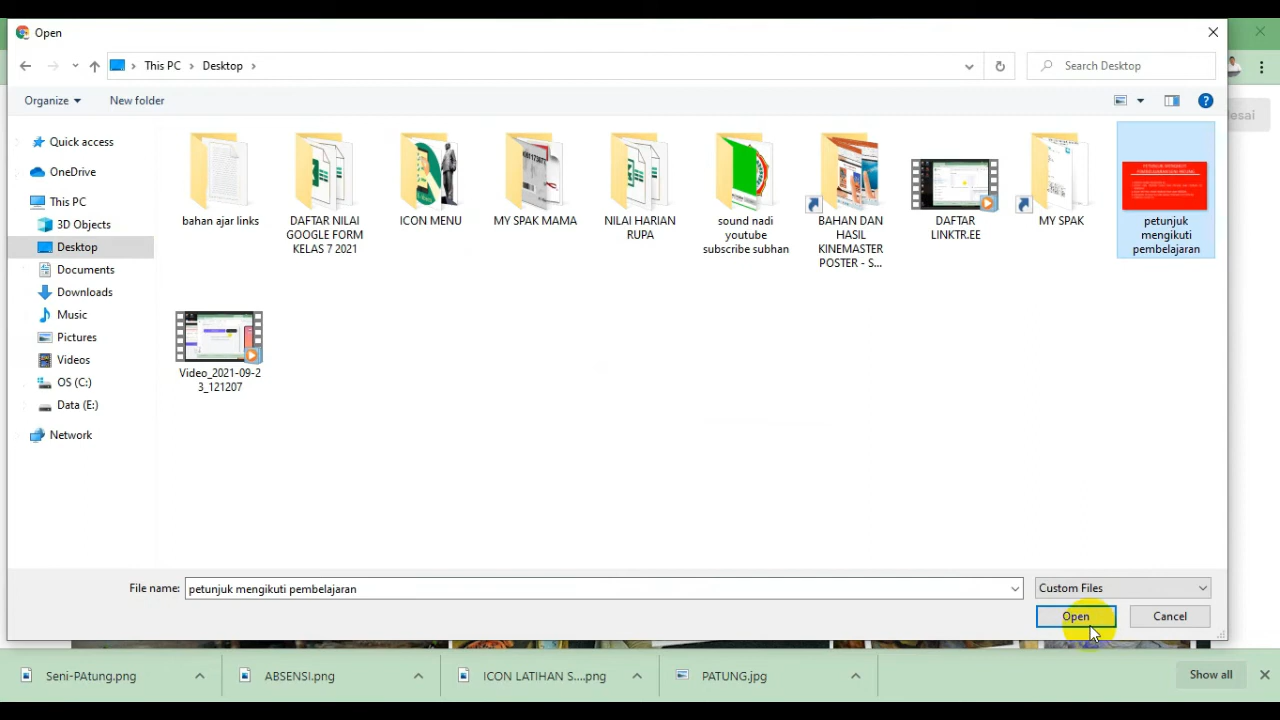 Open
This PC
Desktop
Search Desktop
Organize
New folder
Quick access
OneDrive
This PC
3D Objects
Desktop
Documents
Downloads
Music
Pictures
Videos
OS (C:)
Data (E:)
Network
bahan ajar links
DAFTAR NILAI
GOOGLE FORM
KELAS 7 2021
ICON MENU
MY SPAK MAMA
NILAI HARIAN
RUPA
sound nadi
youtube
subscribe subhan
BAHAN DAN
HASIL
KINEMASTER
POSTER - S...
DAFTAR
LINKTR.EE
MY SPAK
petunjuk
mengikuti
pembelajaran
Video_2021-09-2
3_121207
esai
File name:
petunjuk mengikuti pembelajaran
Custom Files
Open
Cancel
Seni-PAtung.png
ABSENSI.png
ICON LATIHAN S....png
PATUNG.jpg
Show all